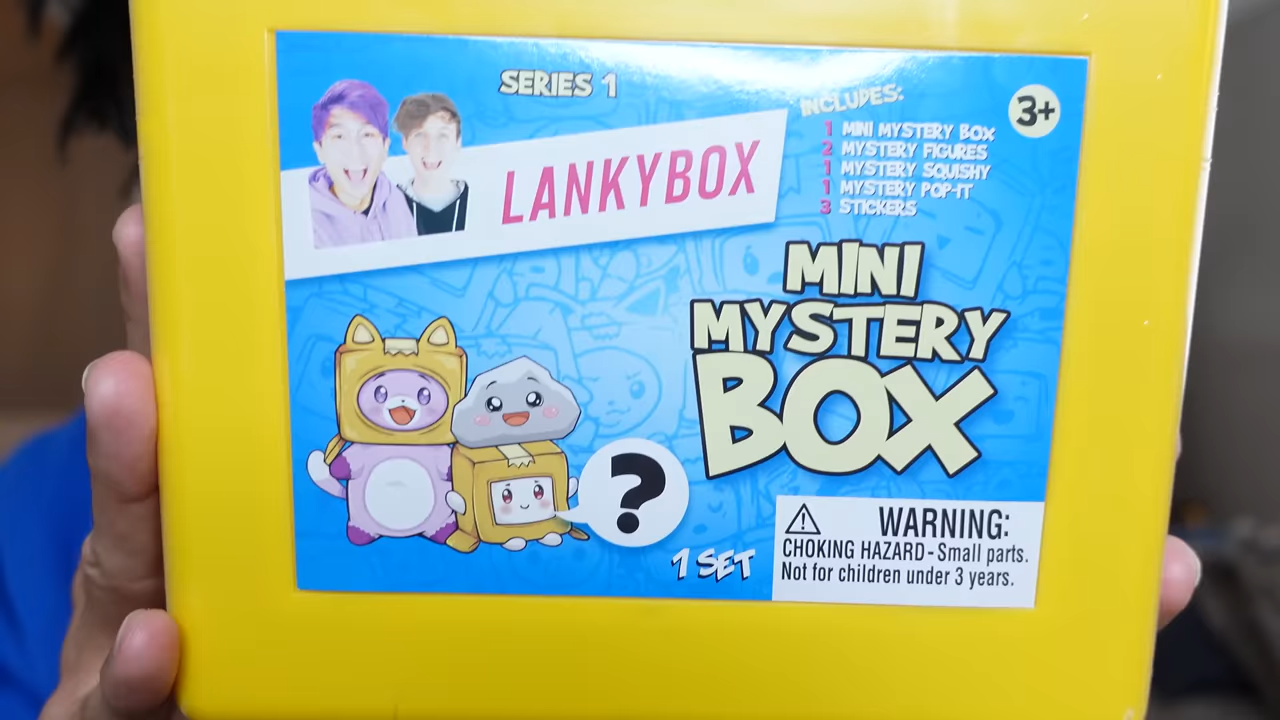 SERIES 1
LANKYBOX
INCLUDES:
1 MINI MYSTERY BOX
2 MYSTERY FIGURES
1 MYSTERY SQUISHY
1 MYSTERY POP-IT
3 STICKERS
3+
MINI
MYSTERY
BOX
?
1 SET
WARNING:
CHOKING HAZARD - Small parts.
Not for children under 3 years.